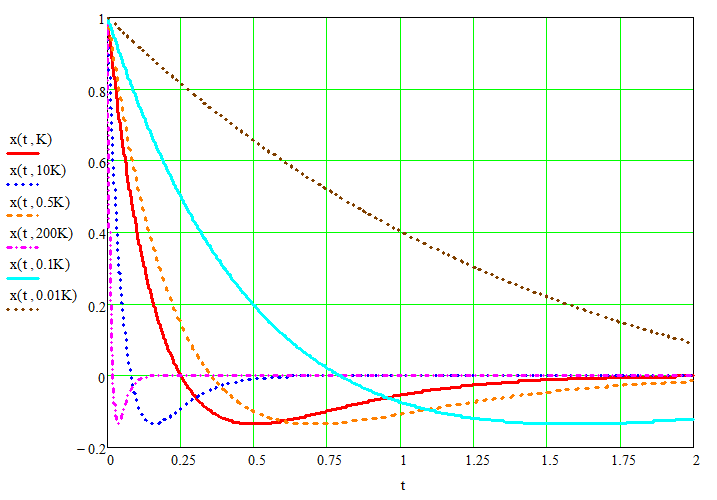 1
0.8
0.6
0.4
0.2
0
−0.2
x(t , K)
x(t , 10K)
x(t , 0.5K)
x(t , 200K)
x(t , 0.1K)
x(t , 0.01K)
0 0.25 0.5 0.75 1 1.25 1.5 1.75 2
t